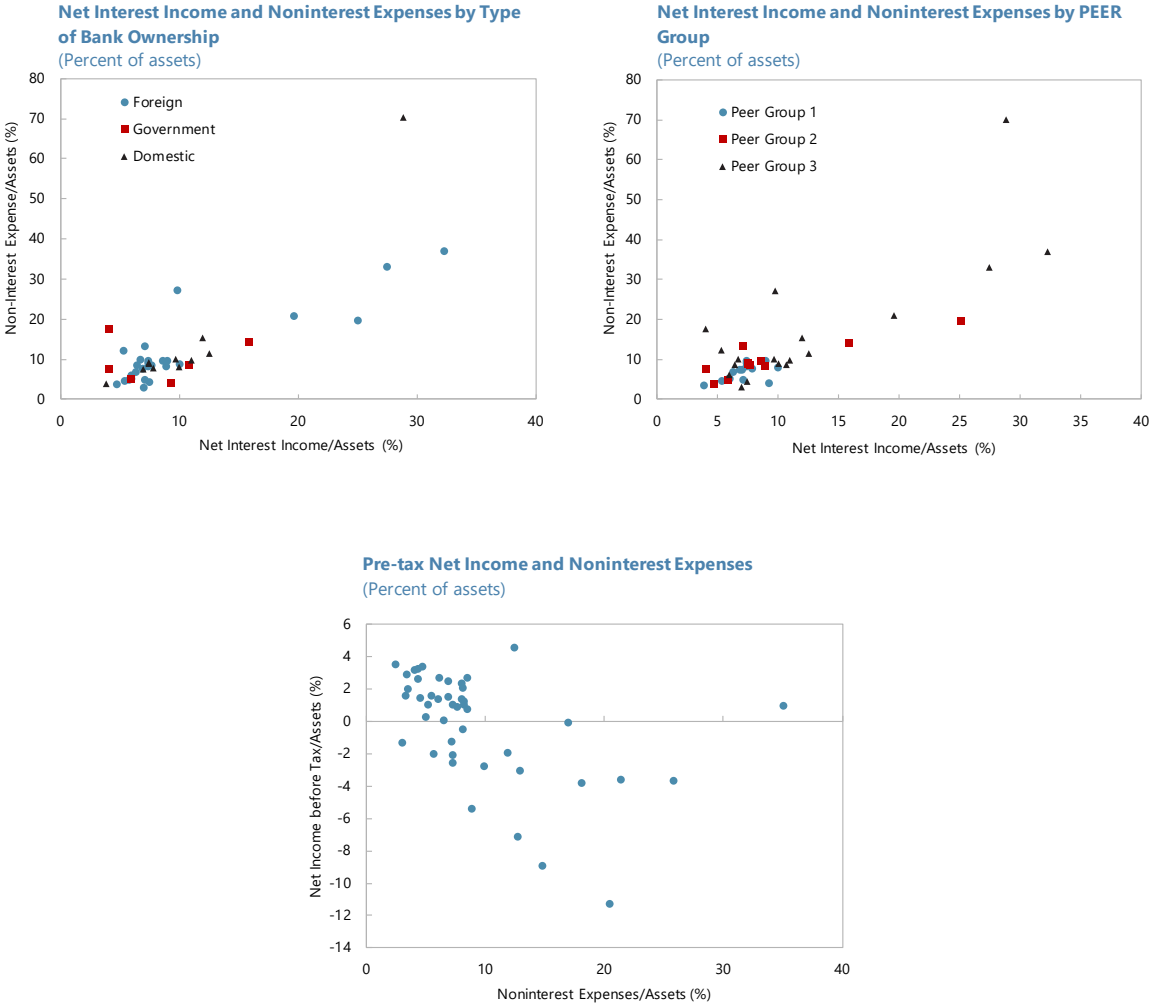 Net Interest Income and Noninterest Expenses by Type
of Bank Ownership
(Percent of assets)
80
70
60
50
40
30
20
10
0
Non-Interest Expense/Assets (%)
Foreign
Government
Domestic
0 10 20 30 40
Net Interest Income/Assets (%)
Net Interest Income and Noninterest Expenses by PEER
Group
(Percent of assets)
80
70
60
50
40
30
20
10
0
Non-Interest Expense/Assets (%)
Peer Group 1
Peer Group 2
Peer Group 3
0 5 10 15 20 25 30 35 40
Net Interest Income/Assets (%)
Pre-tax Net Income and Noninterest Expenses
(Percent of assets)
6
4
2
0
-2
-4
-6
-8
-10
-12
-14
Net Income before Tax/Assets (%)
0 10 20 30 40
Noninterest Expenses/Assets (%)